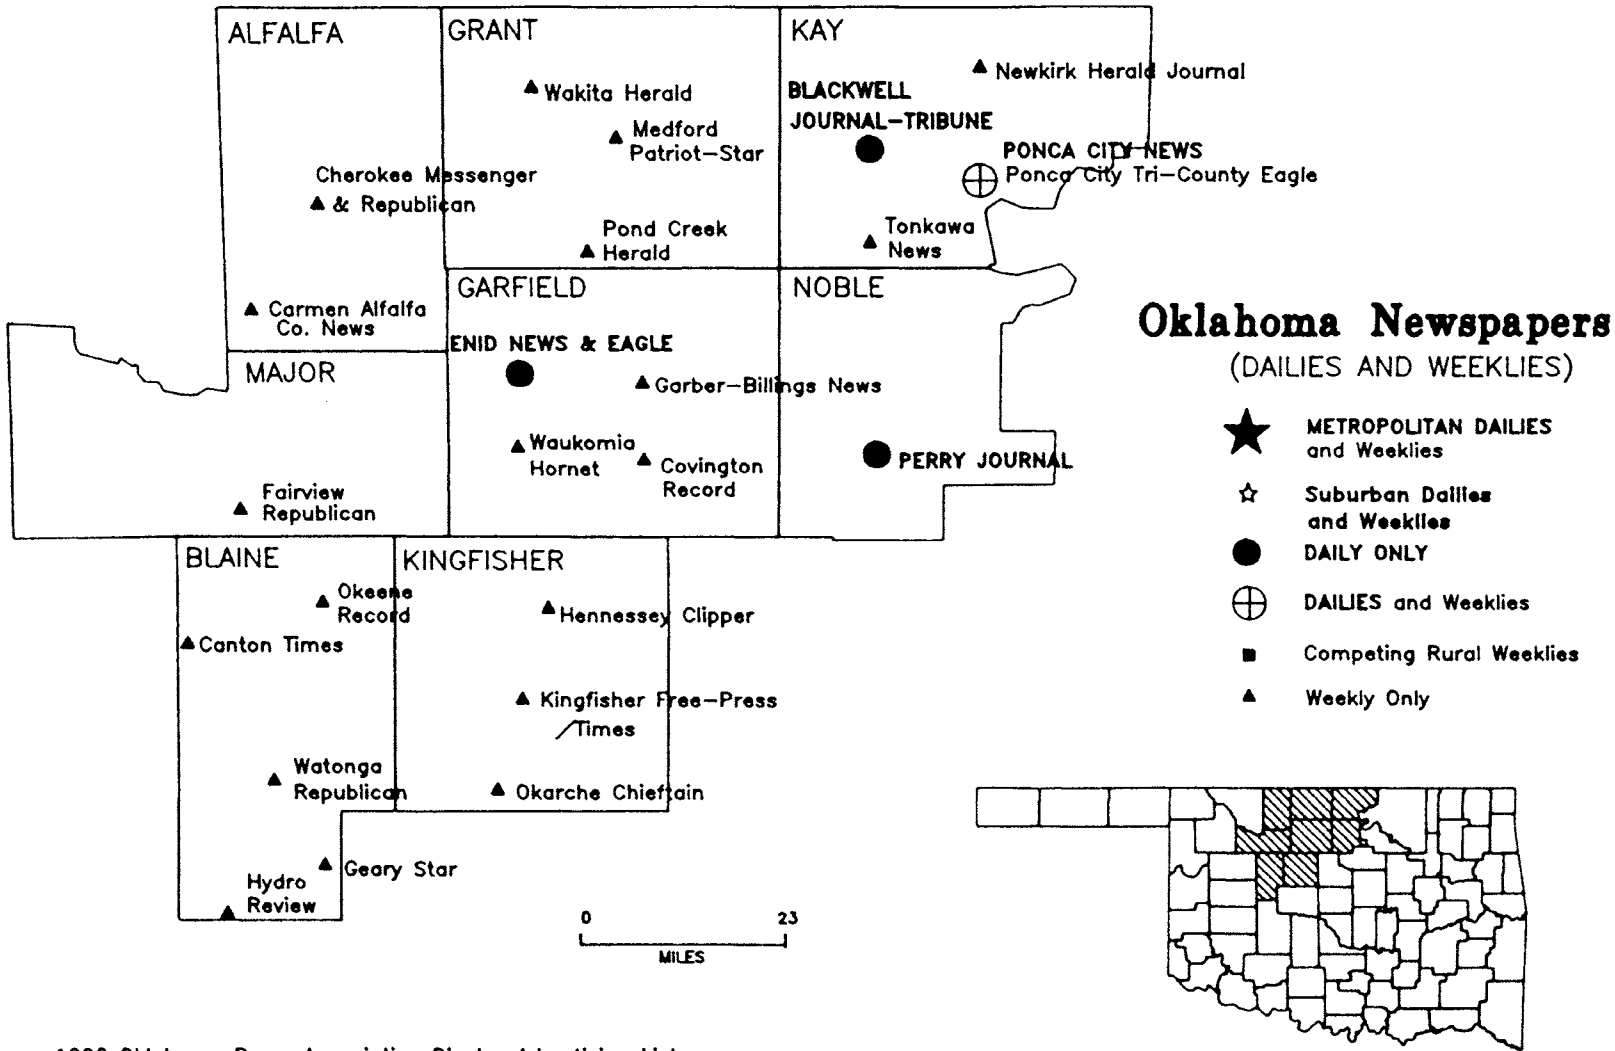 ALFALFA
GRANT
KAY
Newkirk Herald Journal
Wakita Herald
BLACKWELL
JOURNAL-TRIBUNE
Medford
Patriot-Star
PONCA CITY NEWS
Ponca City Tri-County Eagle
Cherokee Messenger
& Republican
Pond Creek
Herald
Tonkawa
News
GARFIELD
NOBLE
Carmen Alfalfa
Co. News
ENID NEWS & EAGLE
MAJOR
Garber-Billings News
Waukomia
Hornet
Covington
Record
PERRY JOURNAL
Fairview
Republican
BLAINE
KINGFISHER
Okeene
Record
Hennessey Clipper
Canton Times
Kingfisher Free-Press
/Times
Watonga
Republican
Okarche Chieftain
Geary Star
Hydro
Review
0 23
MILES
Oklahoma Newspapers
(DAILIES AND WEEKLIES)
METROPOLITAN DAILIES
and Weeklies
Suburban Dailies
and Weeklies
DAILY ONLY
DAILIES and Weeklies
Competing Rural Weeklies
Weekly Only